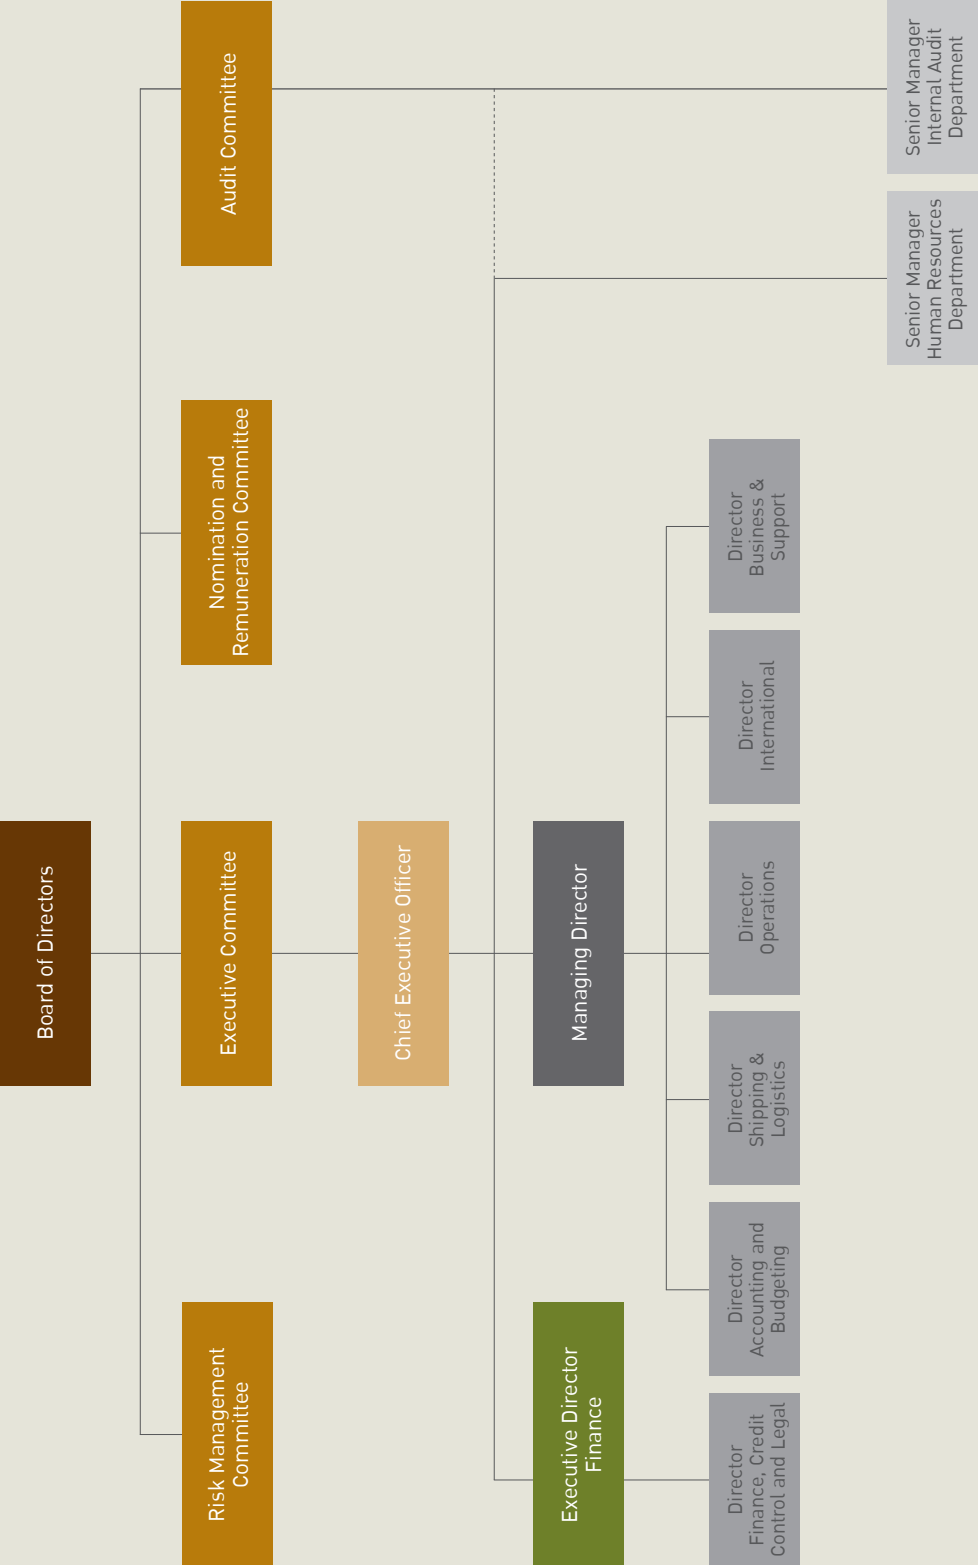 Board of Directors
Risk Management
Committee
Executive Committee
Nomination and
Remuneration Committee
Audit Committee
Chief Executive Officer
Executive Director
Finance
Managing Director
Director
Finance, Credit
Control and Legal
Director
Accounting and
Budgeting
Director
Shipping &
Logistics
Director
Operations
Director
International
Director
Business &
Support
Senior Manager
Human Resources
Department
Senior Manager
Internal Audit
Department